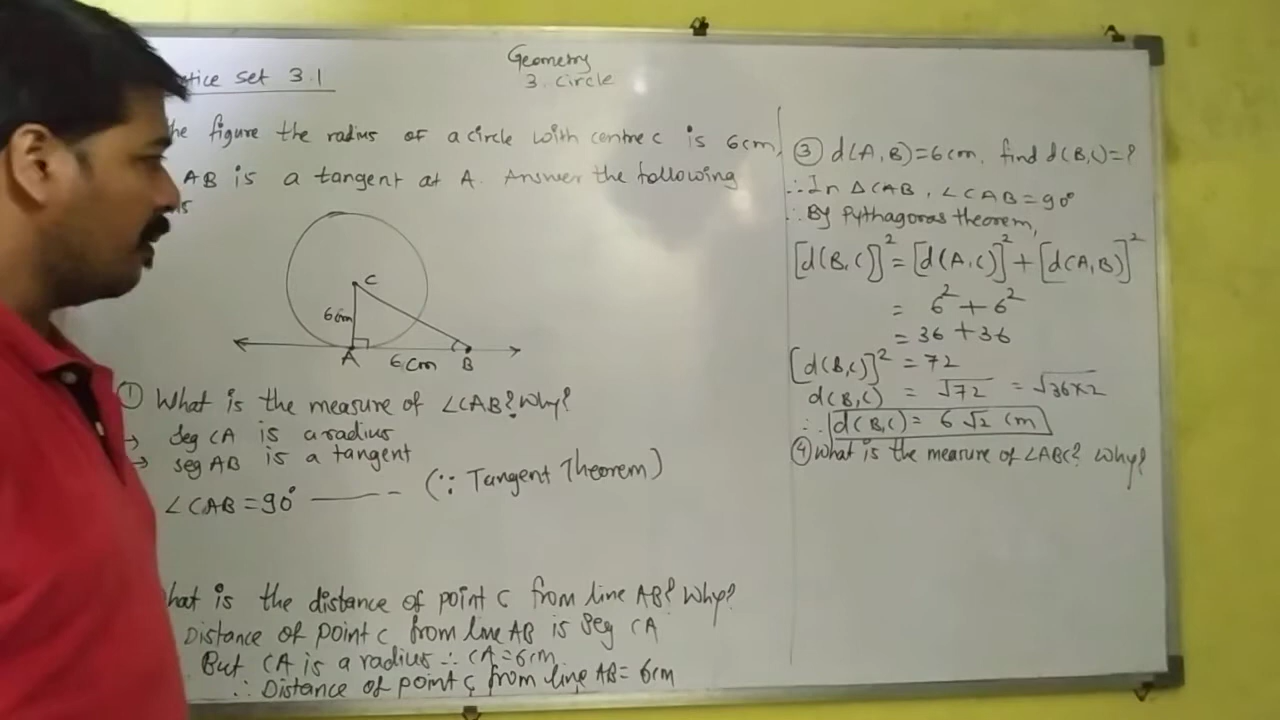 Geometry
3. Circle
Set 3.1
figure the radius of a circle with centre C is 6cm,
AB is a tangent at A. Answer the following
C
6cm
A
6cm
B
① What is the measure of ∠CAB? Why?
→ Seg CA is a radius
→ seg AB is a tangent
∠CAB = 90° ——— - (∵ Tangent Theorem)
is the distance of point C from line AB? Why?
Distance of point C from line AB is Seg CA
But CA is a radius ∴ CA = 6cm
∴ Distance of point C from line AB = 6cm
③ d(A,B) = 6cm, find d(B,C) = ?
∴ In △CAB, ∠CAB = 90°
∴ By Pythagoras theorem,
[d(B,C)]² = [d(A,C)]² + [d(A,B)]²
= 6² + 6²
= 36 + 36
[d(B,C)]² = 72
d(B,C) = √72 = √36×2
∴ d(B,C) = 6√2 cm
④ What is the measure of ∠ABC? Why?